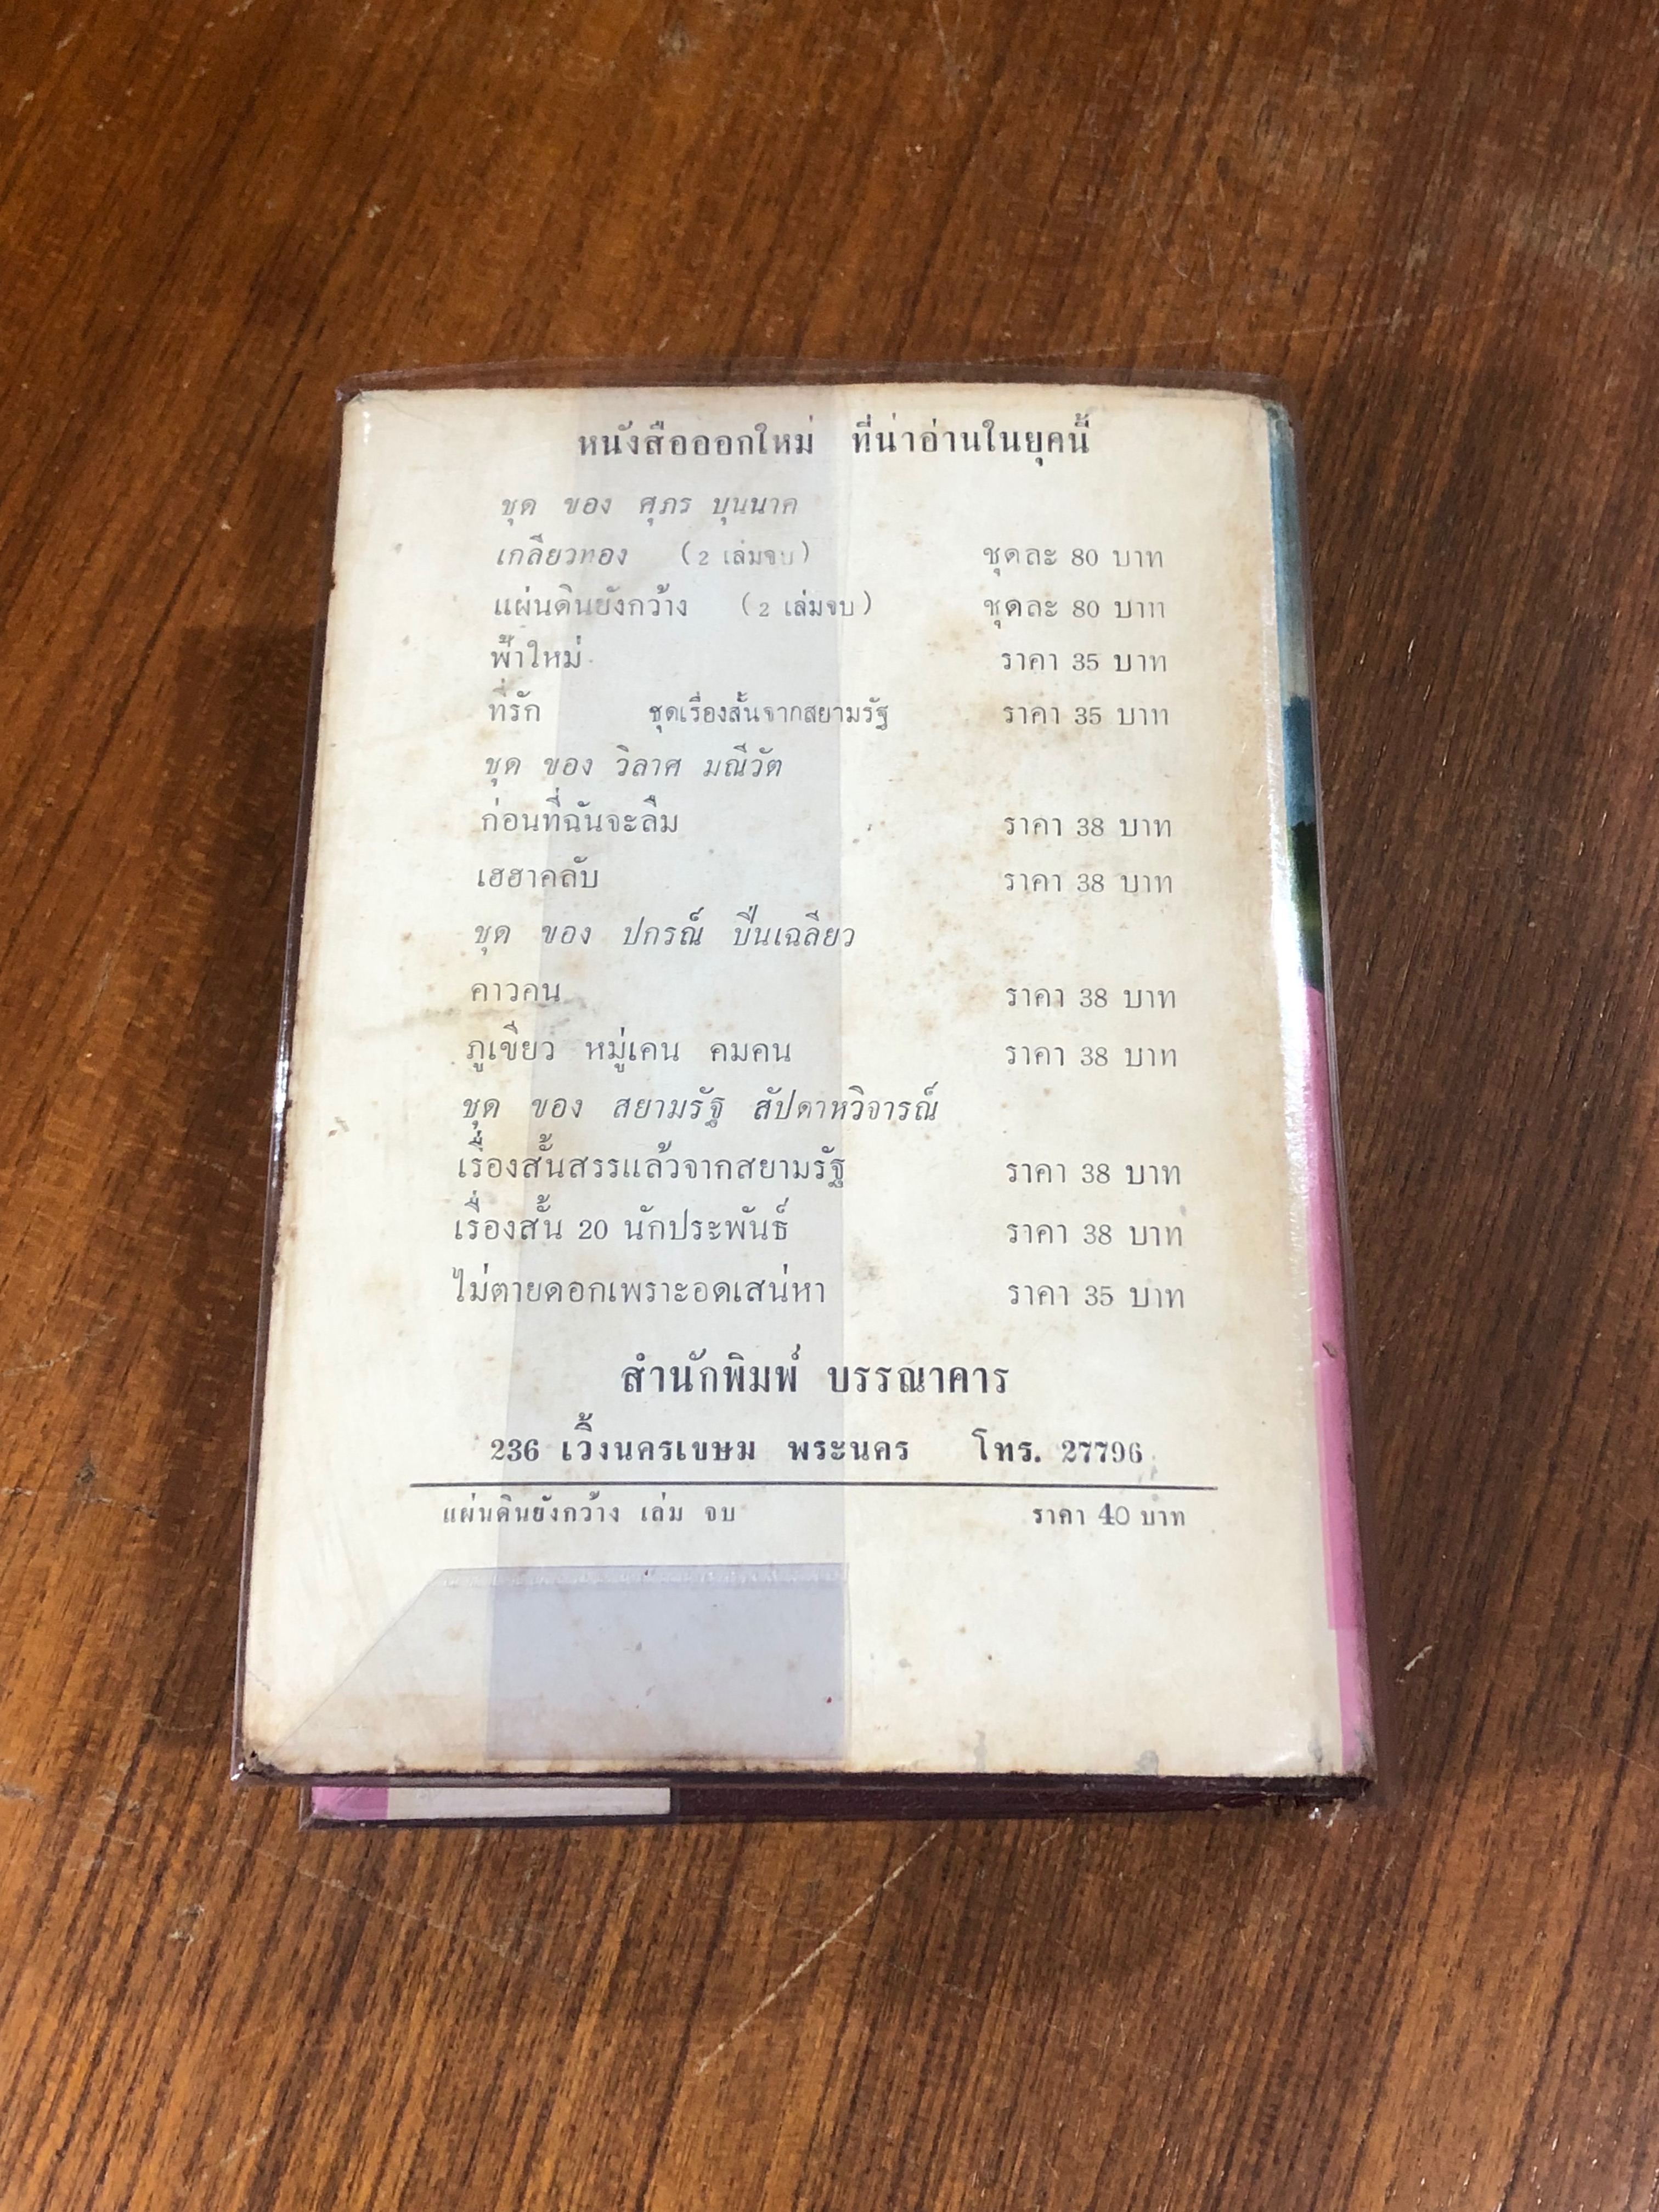 หนังสือออกใหม่ ที่น่าอ่านในยุคนี้
ชุด ของ ศุภร บุนนาค
เกลียวทอง (2 เล่มจบ) ชุดละ 80 บาท
แผ่นดินยังกว้าง (2 เล่มจบ) ชุดละ 80 บาท
ฟ้าใหม่ ราคา 35 บาท
ที่รัก ชุดเรื่องสั้นจากสยามรัฐ ราคา 35 บาท
ชุด ของ วิลาศ มณีวัต
ก่อนที่ฉันจะลืม ราคา 38 บาท
เฮฮาคลับ ราคา 38 บาท
ชุด ของ ปกรณ์ ปิ่นเฉลียว
คาวคน ราคา 38 บาท
ภูเขียว หมู่เคน คมคน ราคา 38 บาท
ชุด ของ สยามรัฐ สัปดาหวิจารณ์
เรื่องสั้นสรรแล้วจากสยามรัฐ ราคา 38 บาท
เรื่องสั้น 20 นักประพันธ์ ราคา 38 บาท
ไม่ตายดอกเพราะอดเสน่หา ราคา 35 บาท
สำนักพิมพ์ บรรณาคาร
236 เวิ้งนครเขษม พระนคร โทร. 27796
แผ่นดินยังกว้าง เล่ม จบ ราคา 40 บาท